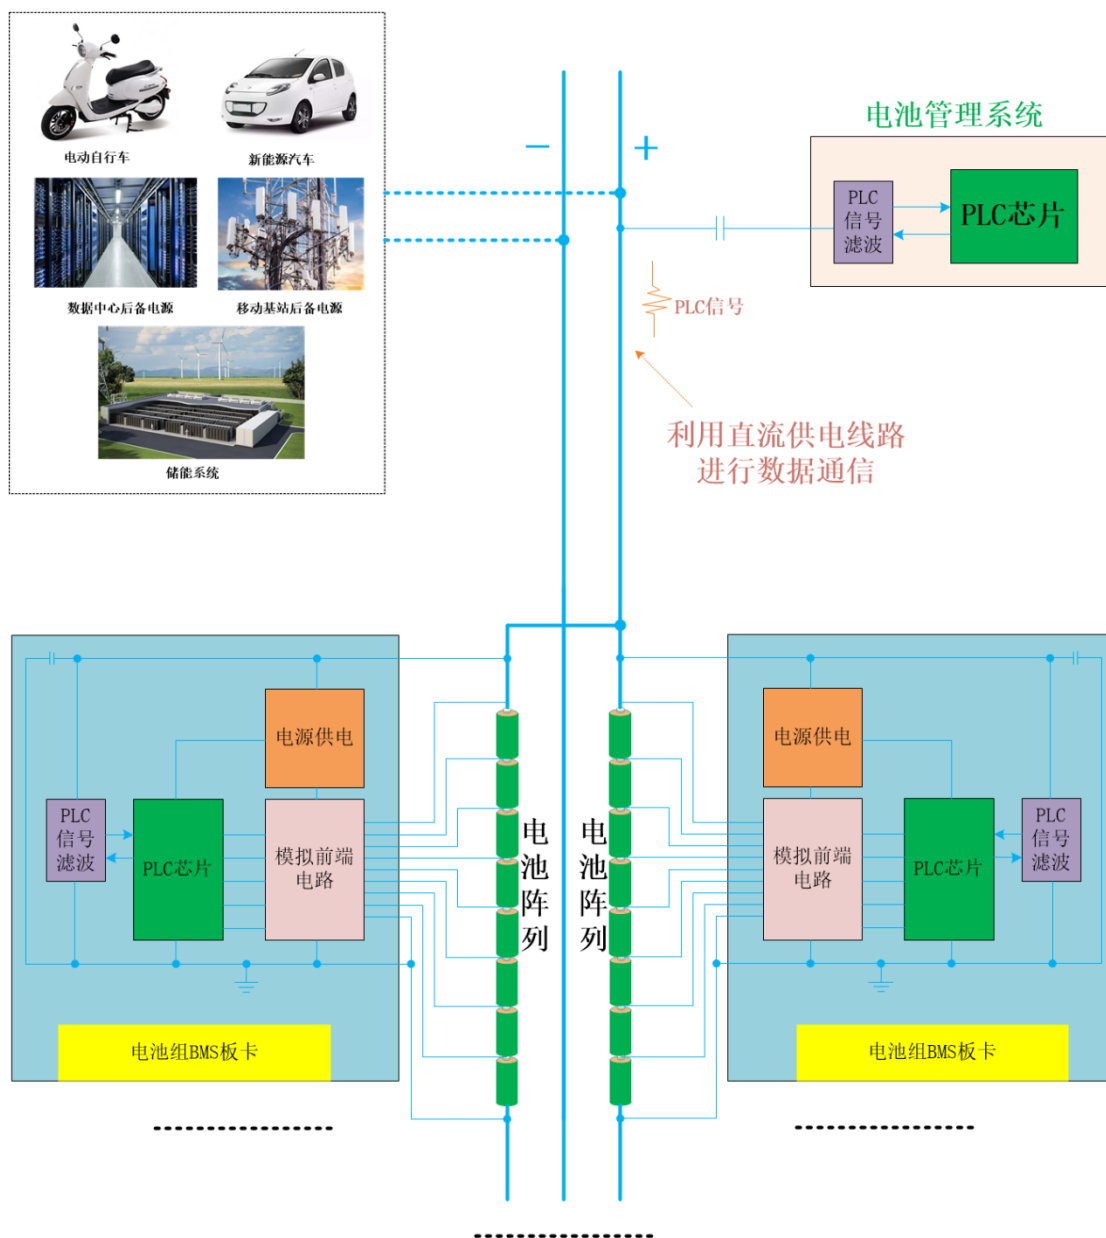 电动自行车
新能源汽车
数据中心后备电源
移动基站后备电源
储能系统
−
+
电池管理系统
PLC
信号
滤波
PLC芯片
PLC信号
利用直流供电线路
进行数据通信
电源供电
PLC
信号
滤波
PLC芯片
模拟前端
电路
电池组BMS板卡
电池阵列
电池阵列
电源供电
模拟前端
电路
PLC芯片
PLC
信号
滤波
电池组BMS板卡